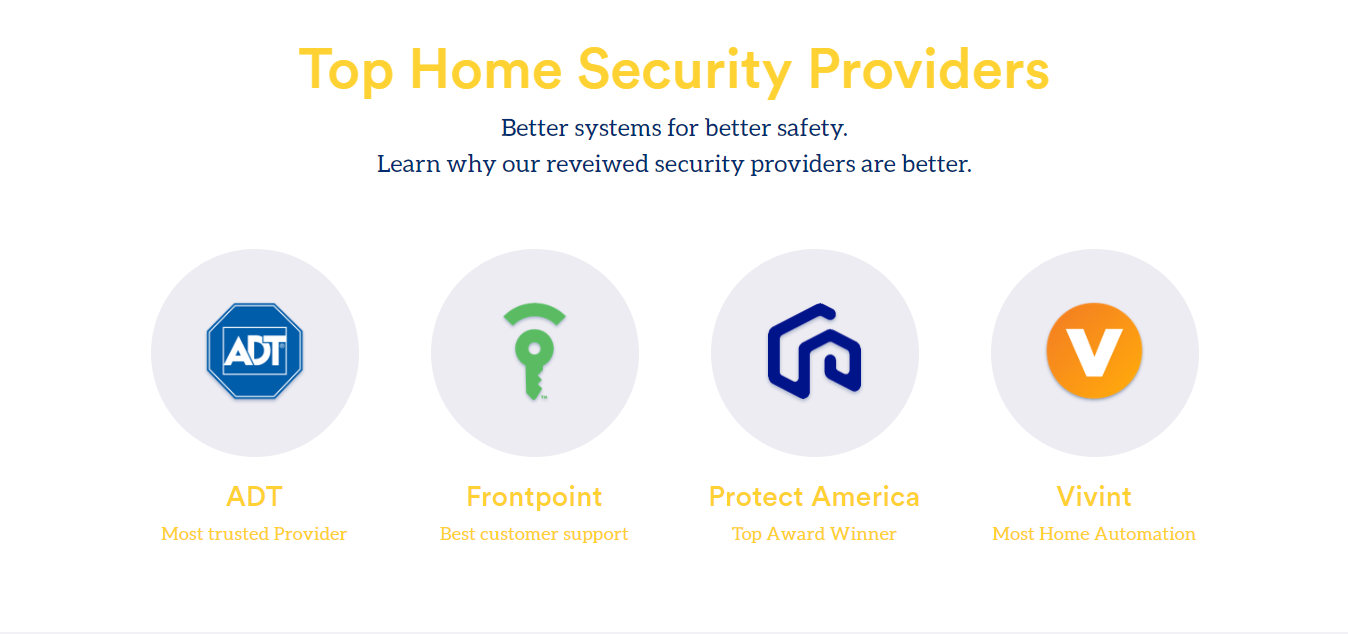 Top Home Security Providers
Better systems for better safety.
Learn why our reveiwed security providers are better.
ADT®
™
V
ADT
Frontpoint
Protect America
Vivint
Most trusted Provider
Best customer support
Top Award Winner
Most Home Automation